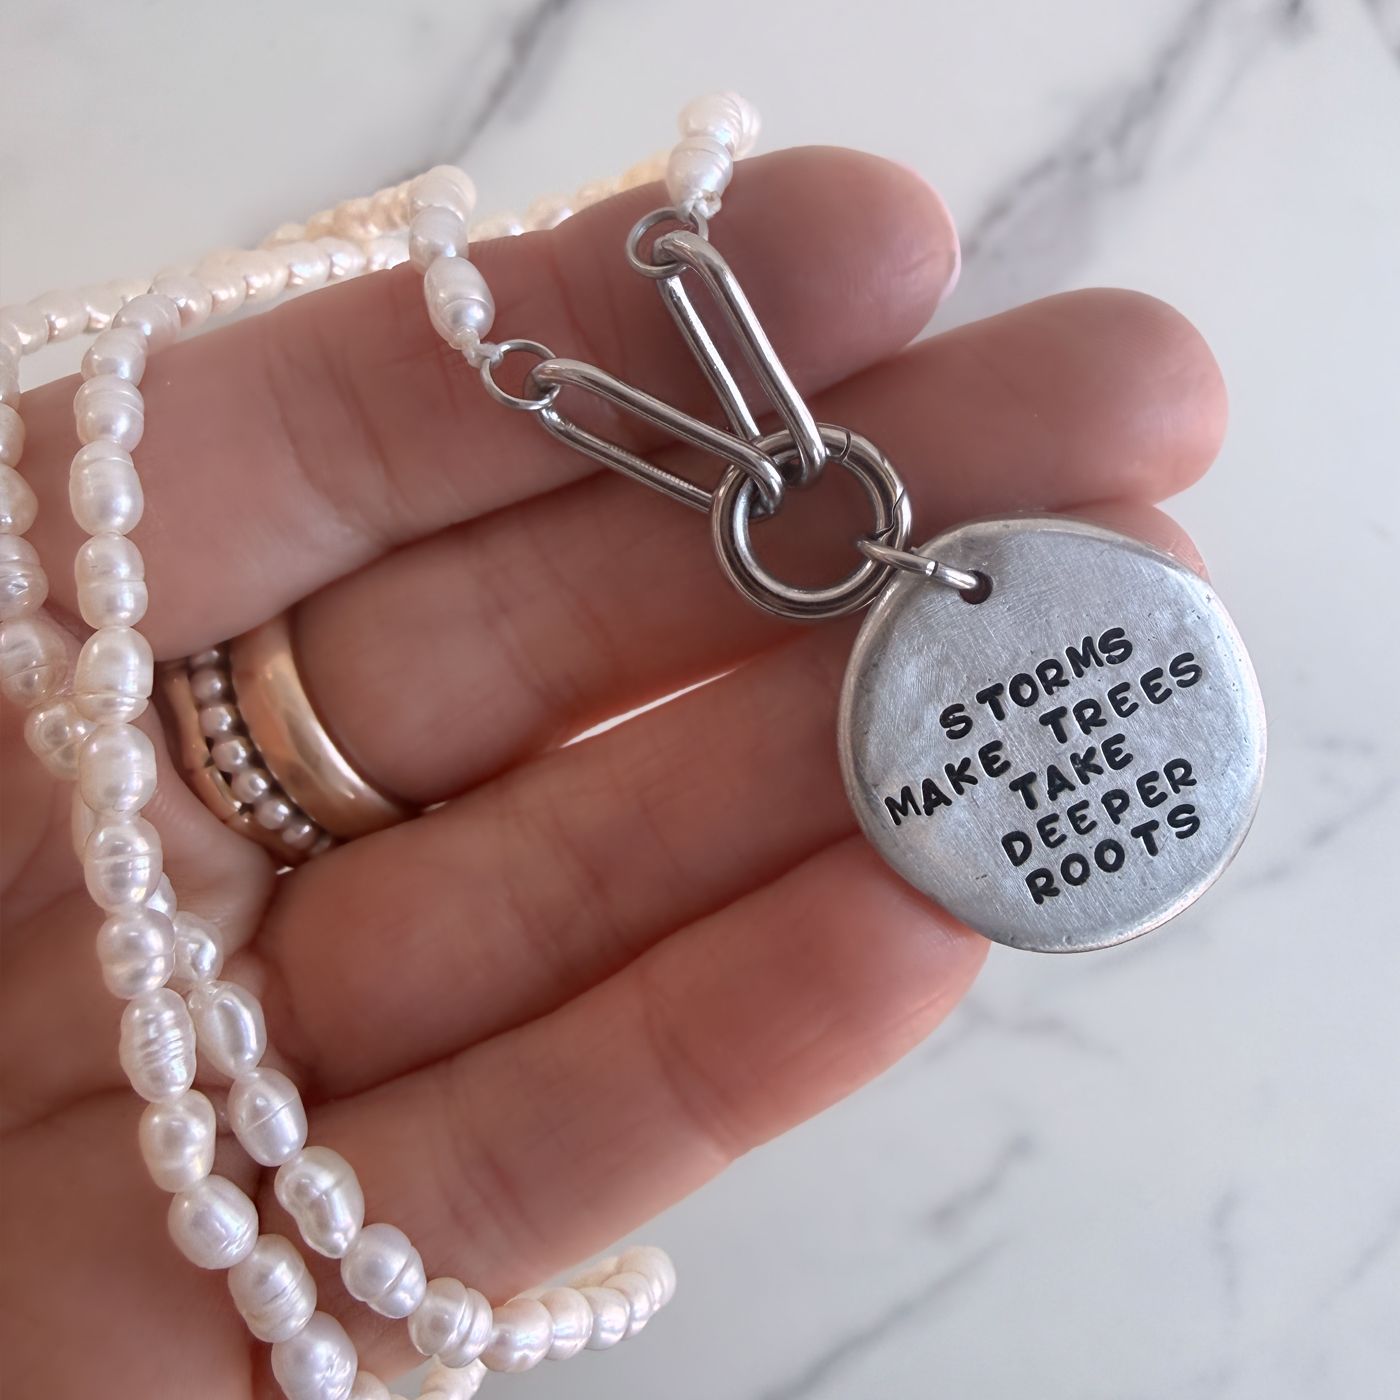 STORMS
MAKE TREES
TAKE
DEEPER
ROOTS